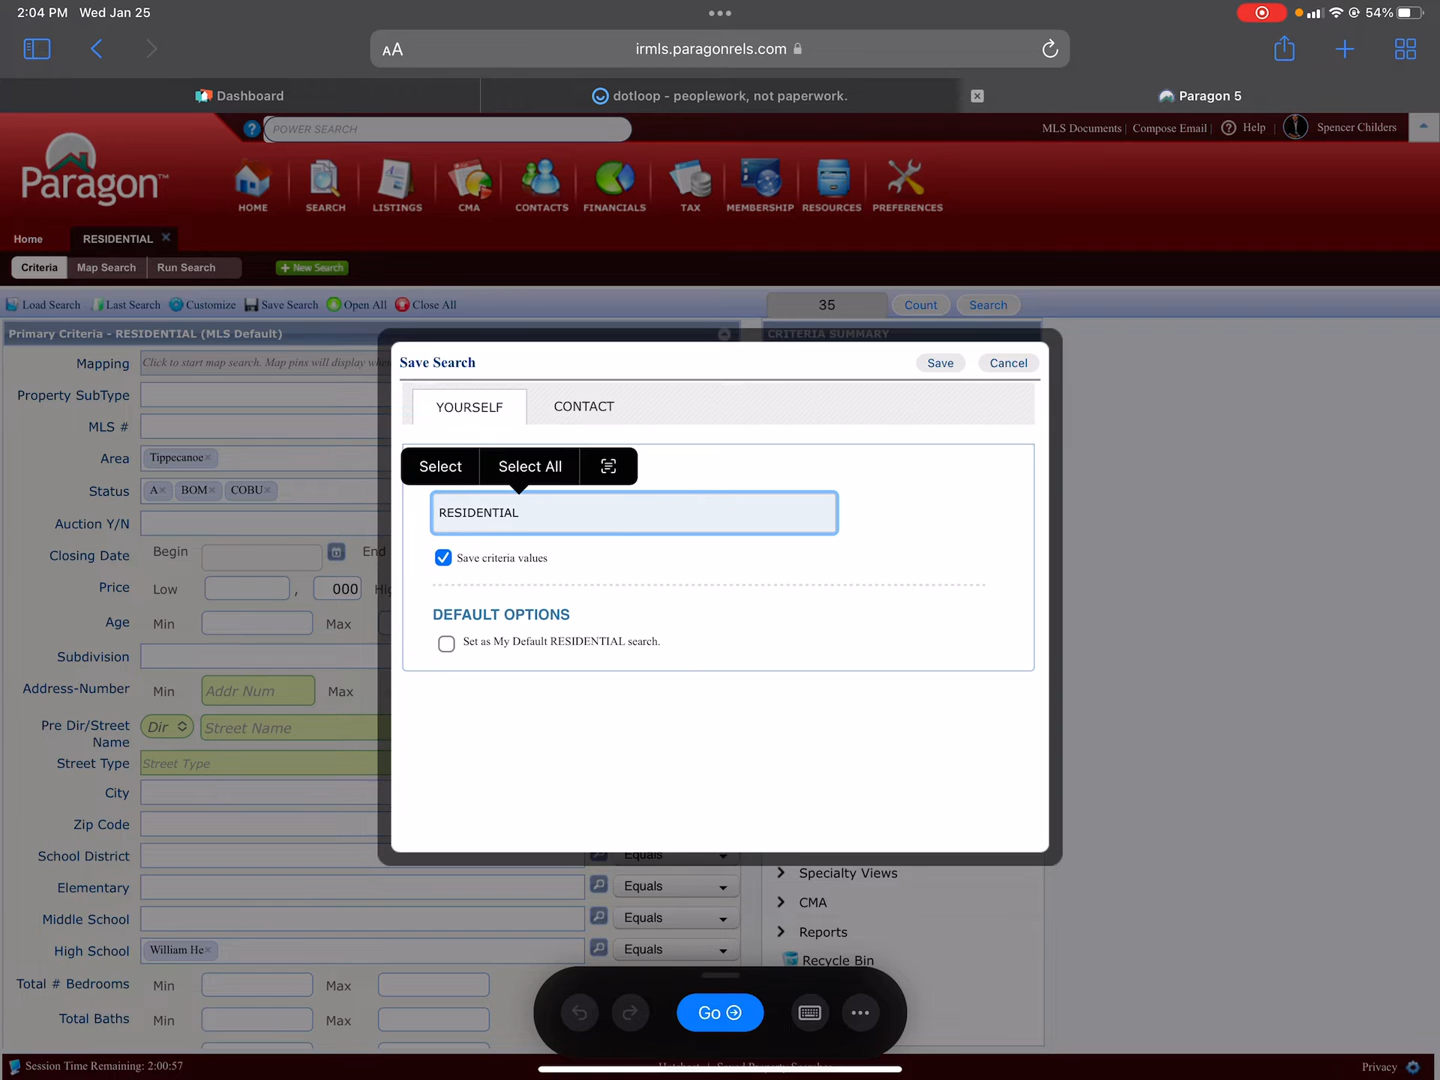 2:04 PM Wed Jan 25
54%
AA
irmls.paragonrels.com
Dashboard
dotloop - peoplework, not paperwork.
Paragon 5
POWER SEARCH
MLS Documents | Compose Email | Help | Spencer Childers
Paragon™
HOME
SEARCH
LISTINGS
CMA
CONTACTS
FINANCIALS
TAX
MEMBERSHIP
RESOURCES
PREFERENCES
Home
RESIDENTIAL
Criteria
Map Search
Run Search
New Search
Load Search
Last Search
Customize
Save Search
Open All
Close All
35
Count
Search
Primary Criteria - RESIDENTIAL (MLS Default)
CRITERIA SUMMARY
Mapping
Click to start map search. Map pins will display
Property SubType
MLS #
Area
Tippecanoe
Status
A
BOM
COBU
Auction Y/N
Closing Date
Begin
End
Price
Low
,
000
Age
Min
Max
Subdivision
Address-Number
Min
Addr Num
Max
Pre Dir/Street Name
Dir
Street Name
Street Type
Street Type
City
Zip Code
School District
Equals
Elementary
Equals
Middle School
Equals
High School
William He
Equals
Total # Bedrooms
Min
Max
Total Baths
Min
Max
Save Search
Save
Cancel
YOURSELF
CONTACT
Select
Select All
RESIDENTIAL
Save criteria values
DEFAULT OPTIONS
Set as My Default RESIDENTIAL search.
Specialty Views
CMA
Reports
Recycle Bin
Go
Session Time Remaining: 2:00:57
Privacy